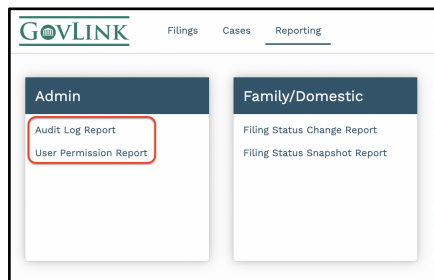 GOVLINK
Filings Cases Reporting
Admin
Audit Log Report
User Permission Report
Family/Domestic
Filing Status Change Report
Filing Status Snapshot Report